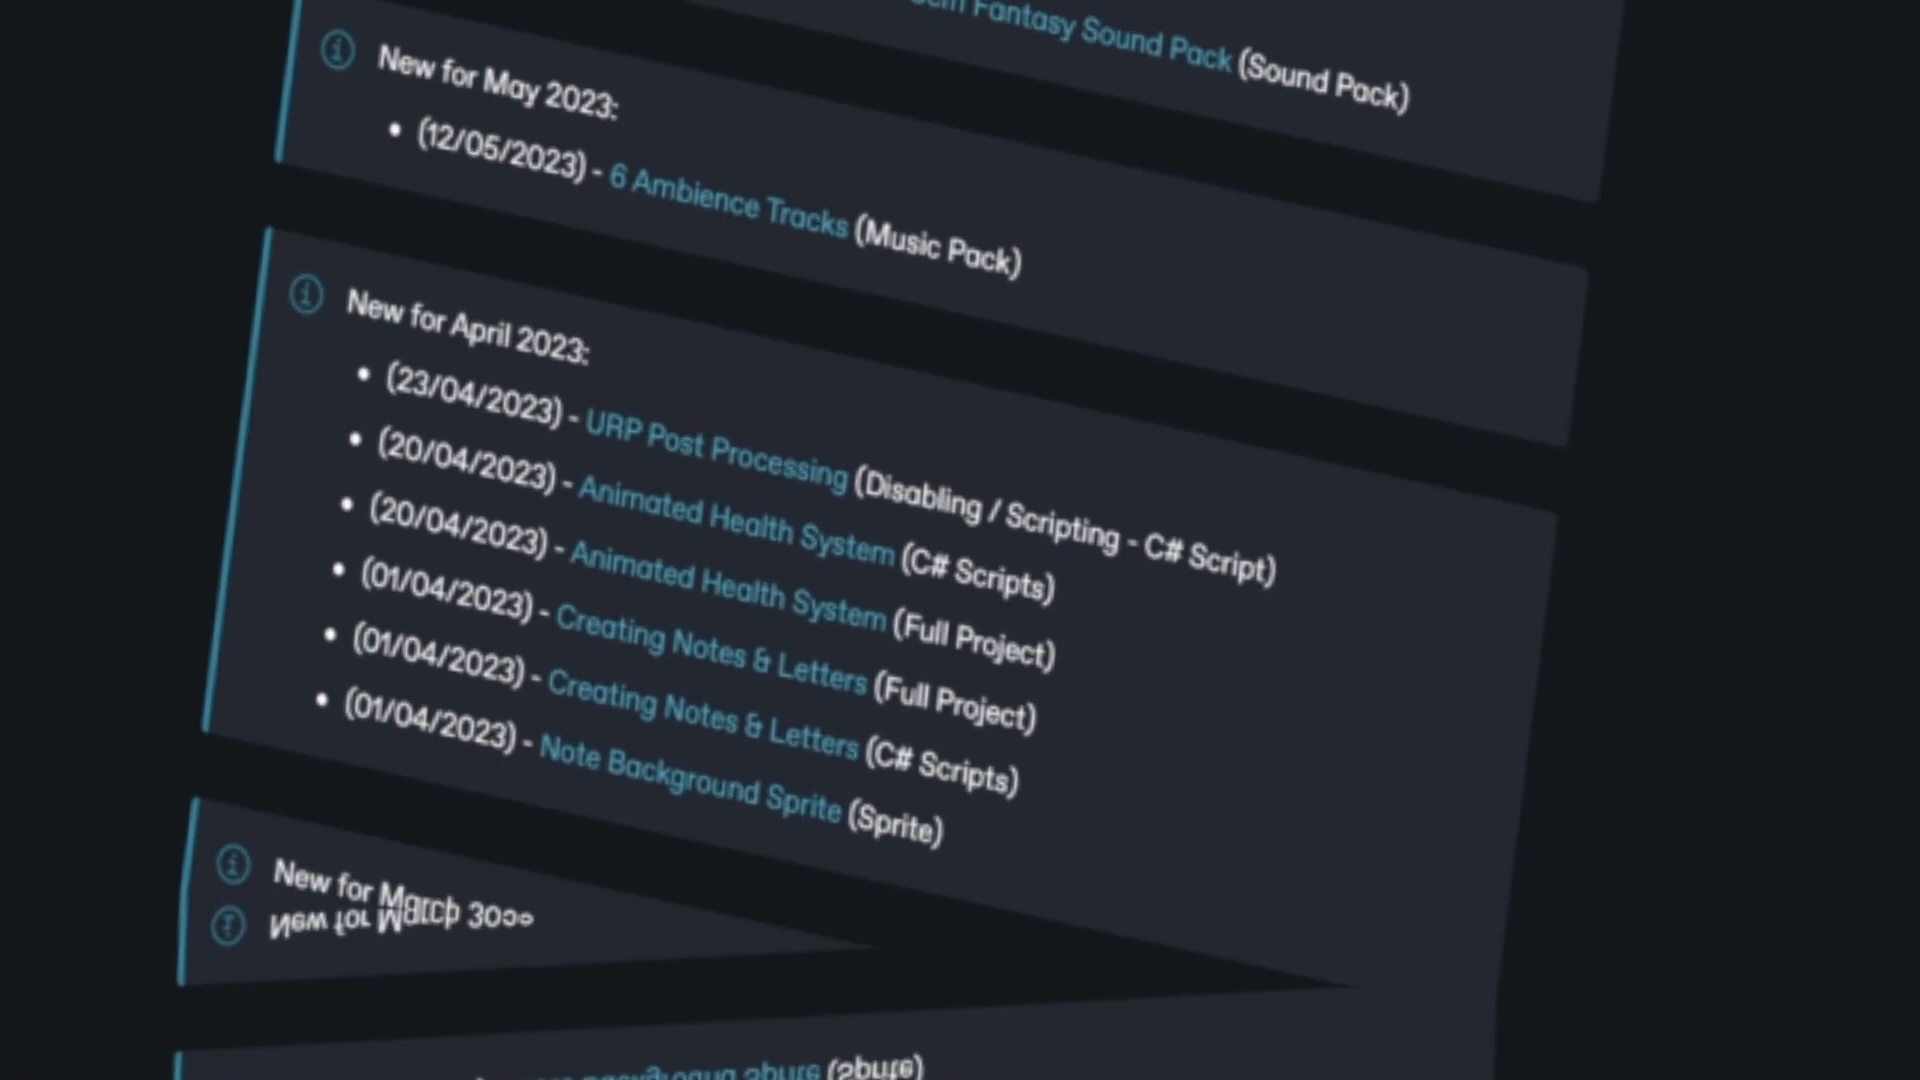 Fantasy Sound Pack (Sound Pack)
New for May 2023:
(12/05/2023) - 6 Ambience Tracks (Music Pack)
New for April 2023:
(23/04/2023) - URP Post Processing (Disabling / Scripting - C# Script)
(20/04/2023) - Animated Health System (C# Scripts)
(20/04/2023) - Animated Health System (Full Project)
(01/04/2023) - Creating Notes & Letters (Full Project)
(01/04/2023) - Creating Notes & Letters (C# Scripts)
(01/04/2023) - Note Background Sprite (Sprite)
New for March